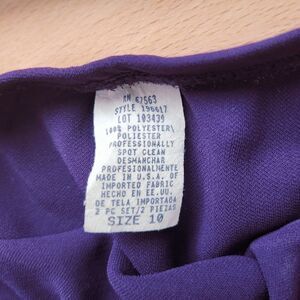 RN 67563
STYLE 196617
LOT 103439
100% POLYESTER\
POLIESTER
PROFESSIONALLY
SPOT CLEAN
DESMANCHAR
PROFESIONALMENTE
MADE IN U.S.A. OF
IMPORTED FABRIC
HECHO EN EE.UU.
DE TELA IMPORTADA
2 PC SET/2 PIEZAS
SIZE 10